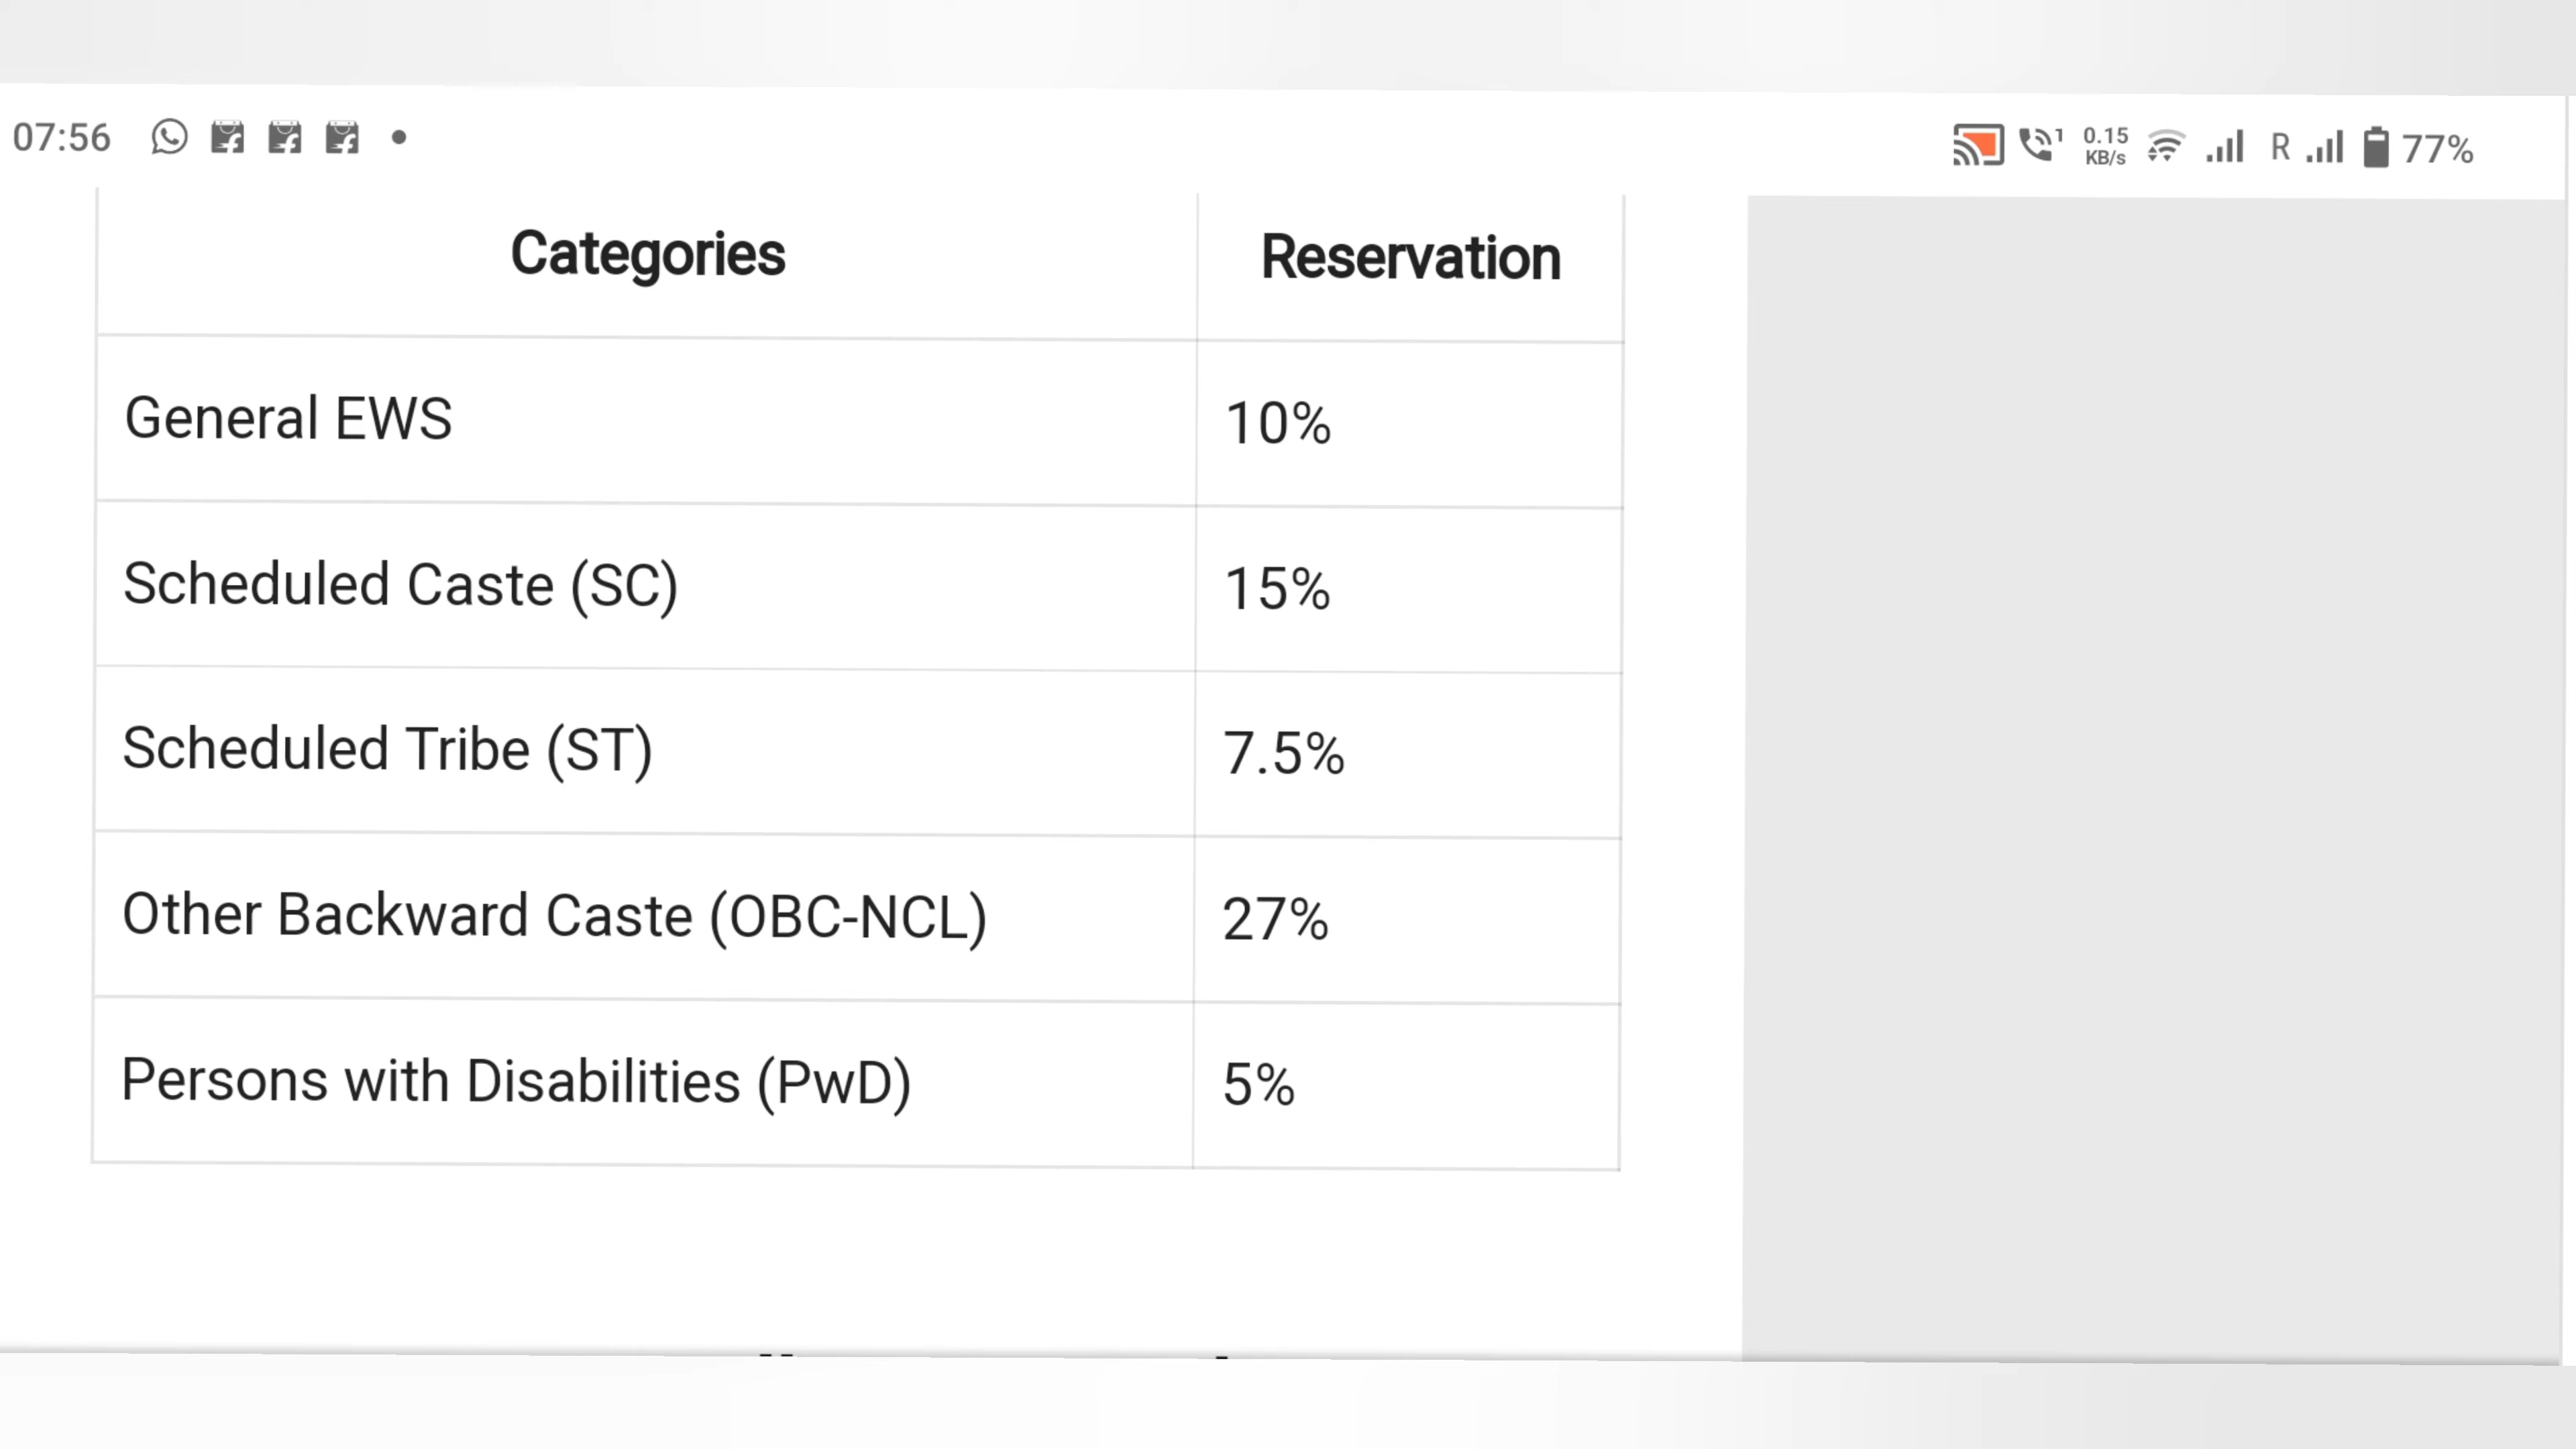 07:56 0.15 KB/s R 77%
Categories Reservation
General EWS 10%
Scheduled Caste (SC) 15%
Scheduled Tribe (ST) 7.5%
Other Backward Caste (OBC-NCL) 27%
Persons with Disabilities (PwD) 5%